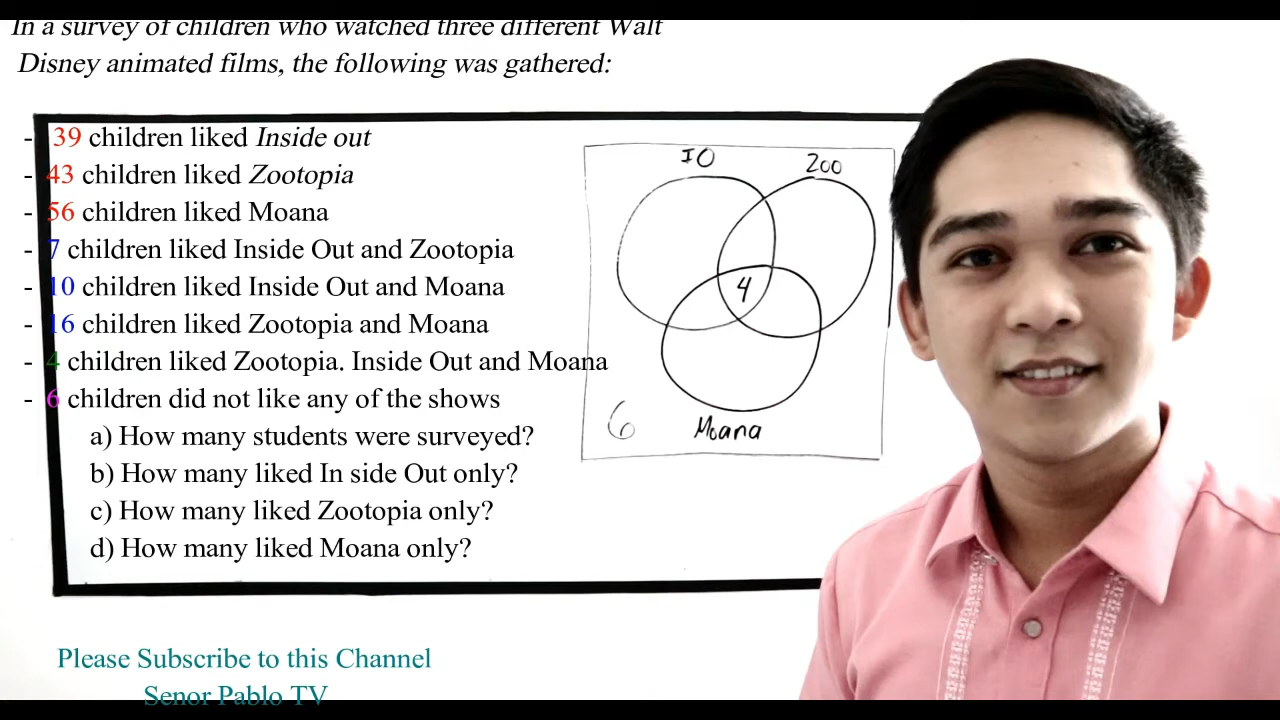 In a survey of children who watched three different Walt
Disney animated films, the following was gathered:
- 39 children liked Inside out
- 43 children liked Zootopia
- 56 children liked Moana
- 7 children liked Inside Out and Zootopia
- 10 children liked Inside Out and Moana
- 16 children liked Zootopia and Moana
- 4 children liked Zootopia. Inside Out and Moana
- 6 children did not like any of the shows
a) How many students were surveyed?
b) How many liked In side Out only?
c) How many liked Zootopia only?
d) How many liked Moana only?
IO
Zoo
4
6
Moana
Please Subscribe to this Channel
Senor Pablo TV